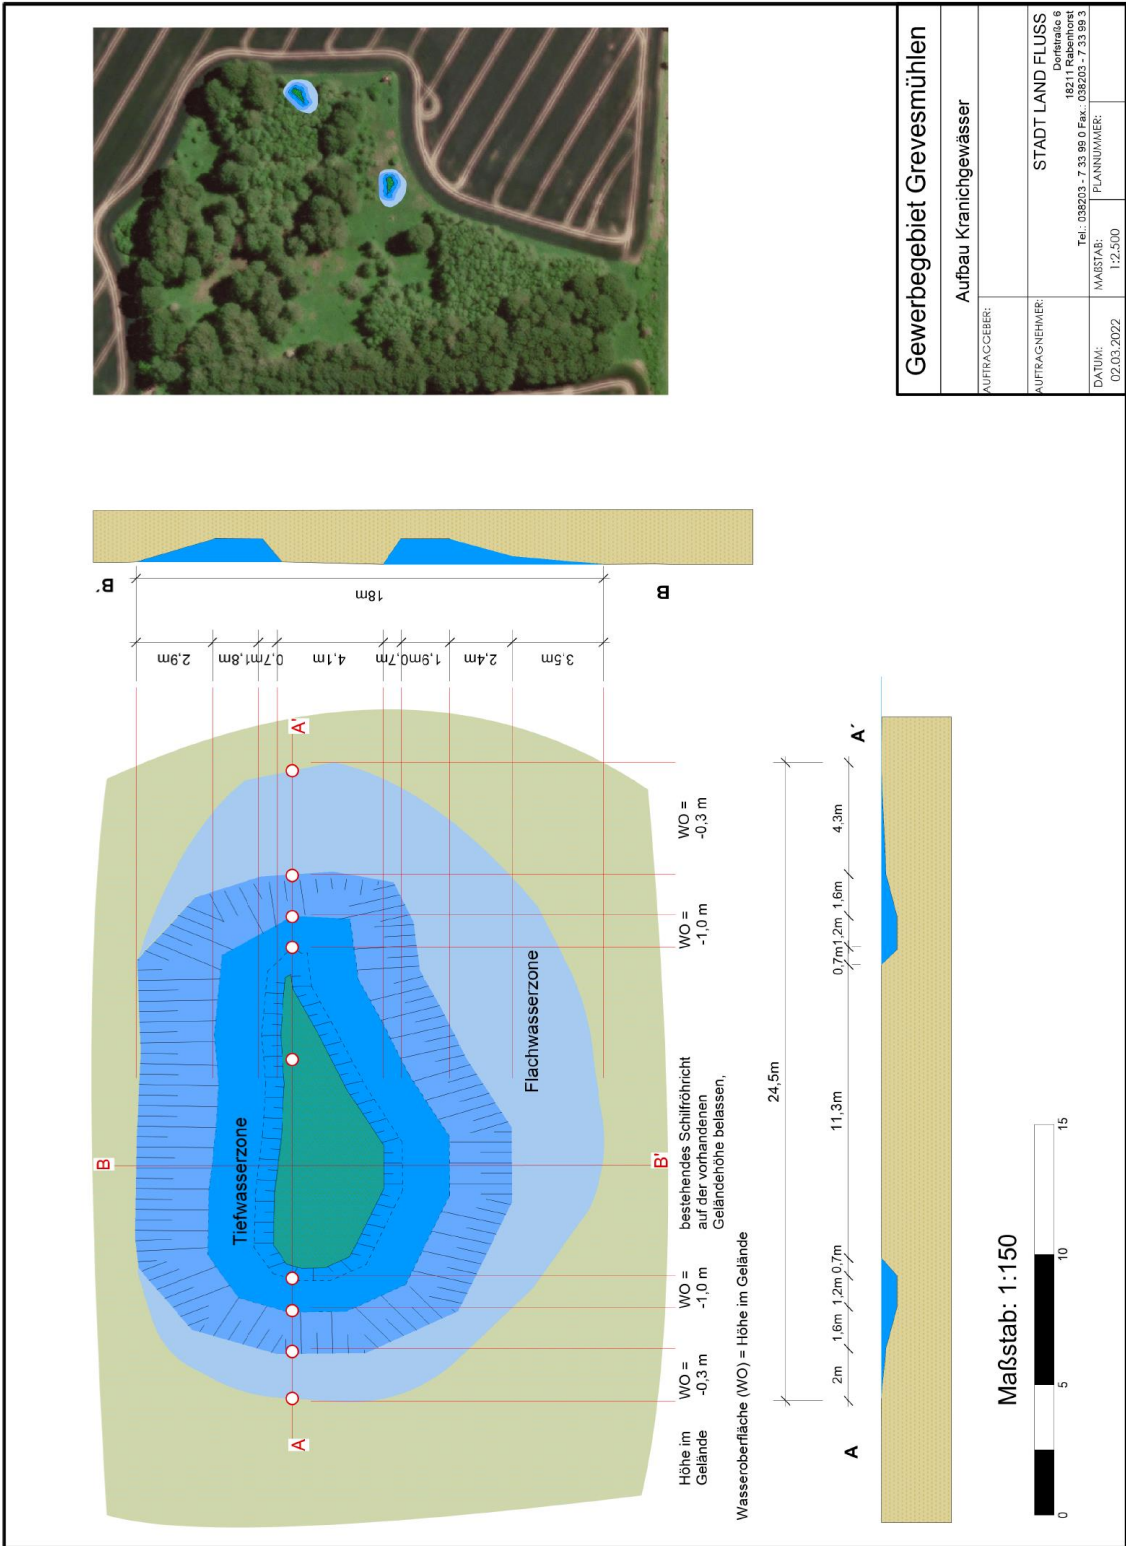 Gewerbegebiet Grevesmühlen
Aufbau Kranichgewässer
AUFTRAGGEBER:
AUFTRAGNEHMER:
STADT LAND FLUSS
Dorfstraße 6
18211 Rabenhorst
Tel.: 038203 - 7 33 99 0 Fax.: 038203 - 7 33 99 3
DATUM:
02.03.2022
MAßSTAB:
1:2.500
PLANNUMMER:
B´
B
18m
2,9m
1,8m
0,7m
4,1m
0,7m
1,9m
2,4m
3,5m
A
A'
B
B'
Tiefwasserzone
Flachwasserzone
Höhe im
Gelände
WO =
-0,3 m
WO =
-1,0 m
bestehendes Schilfröhricht
auf der vorhandenen
Geländehöhe belassen,
WO =
-1,0 m
WO =
-0,3 m
Wasseroberfläche (WO) = Höhe im Gelände
24,5m
A
A´
2m
1,6m
1,2m
0,7m
11,3m
0,7m
1,2m
1,6m
4,3m
Maßstab: 1:150
0
5
10
15